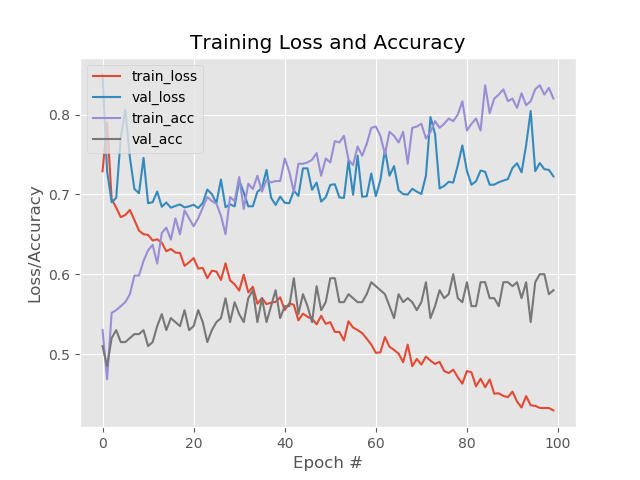 Training Loss and Accuracy
train_loss
val_loss
train_acc
val_acc
Loss/Accuracy
0.8
0.7
0.6
0.5
0 20 40 60 80 100
Epoch #